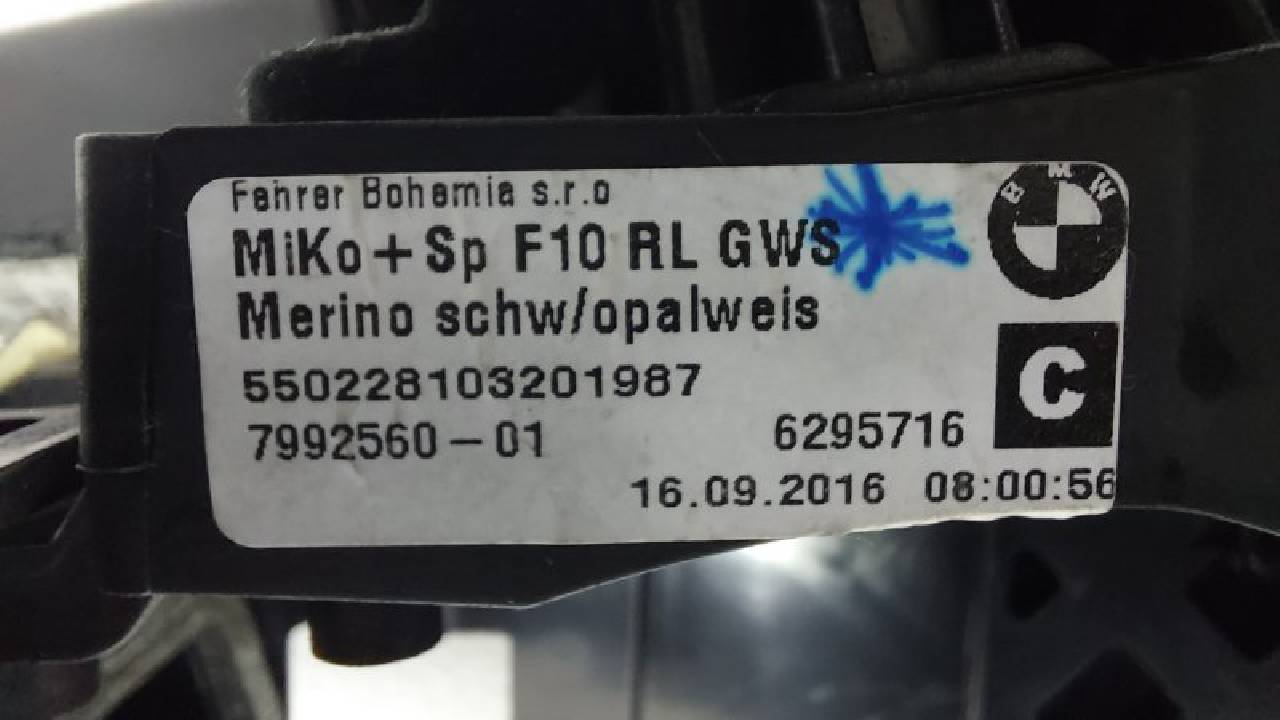 Fehrer Bohemia s.r.o
MiKo+Sp F10 RL GWS
BMW
Merino schw/opalweis
550228103201987
C
7992560-01
6295716
16.09.2016 08:00:56